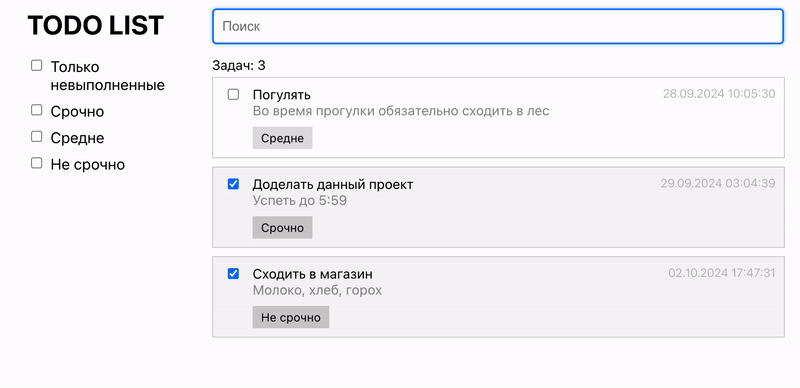 TODO LIST
Только
невыполненные
Срочно
Средне
Не срочно
Поиск
Задач: 3
Погулять
28.09.2024 10:05:30
Во время прогулки обязательно сходить в лес
Средне
Доделать данный проект
29.09.2024 03:04:39
Успеть до 5:59
Срочно
Сходить в магазин
02.10.2024 17:47:31
Молоко, хлеб, горох
Не срочно